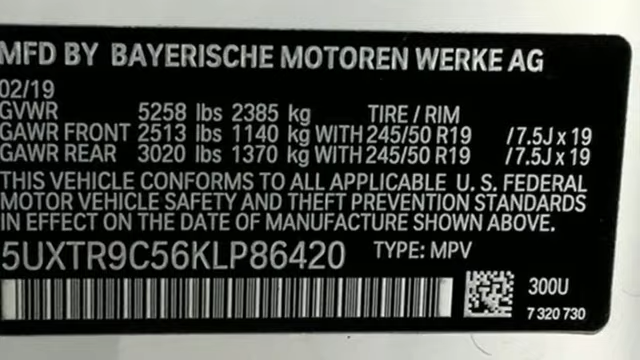 MFD BY BAYERISCHE MOTOREN WERKE AG
02/19
GVWR 5258 lbs 2385 kg TIRE / RIM
GAWR FRONT 2513 lbs 1140 kg WITH 245/50 R19 /7.5J x 19
GAWR REAR 3020 lbs 1370 kg WITH 245/50 R19 /7.5J x 19
THIS VEHICLE CONFORMS TO ALL APPLICABLE U. S. FEDERAL
MOTOR VEHICLE SAFETY AND THEFT PREVENTION STANDARDS
IN EFFECT ON THE DATE OF MANUFACTURE SHOWN ABOVE.
5UXTR9C56KLP86420 TYPE: MPV
300U
7 320 730